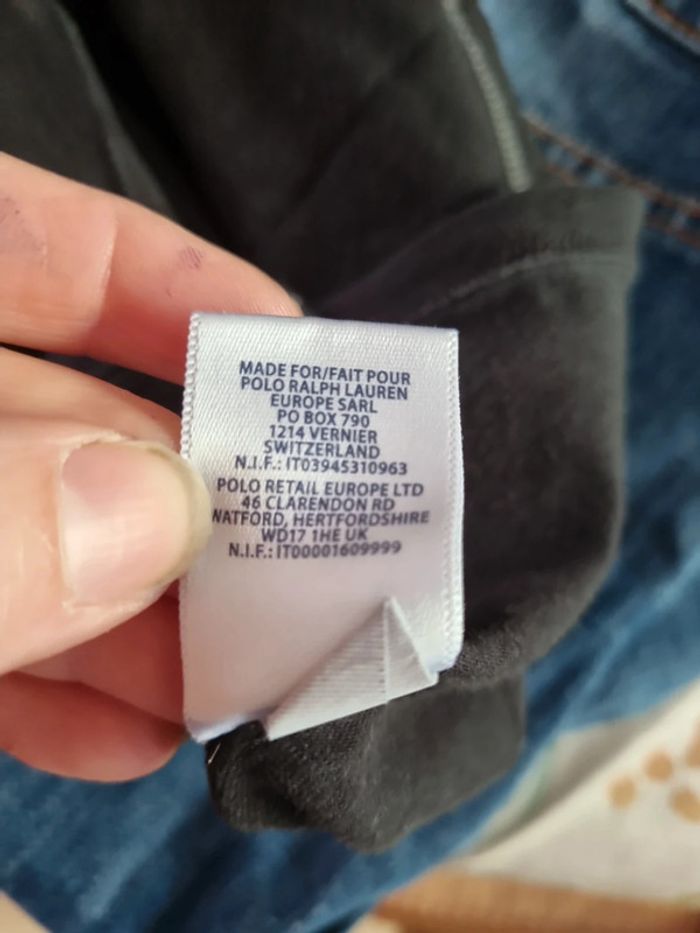 MADE FOR/FAIT POUR
POLO RALPH LAUREN
EUROPE SARL
PO BOX 790
1214 VERNIER
SWITZERLAND
N.I.F.: IT03945310963
POLO RETAIL EUROPE LTD
46 CLARENDON RD
WATFORD, HERTFORDSHIRE
WD17 1HE UK
N.I.F.: IT00001609999